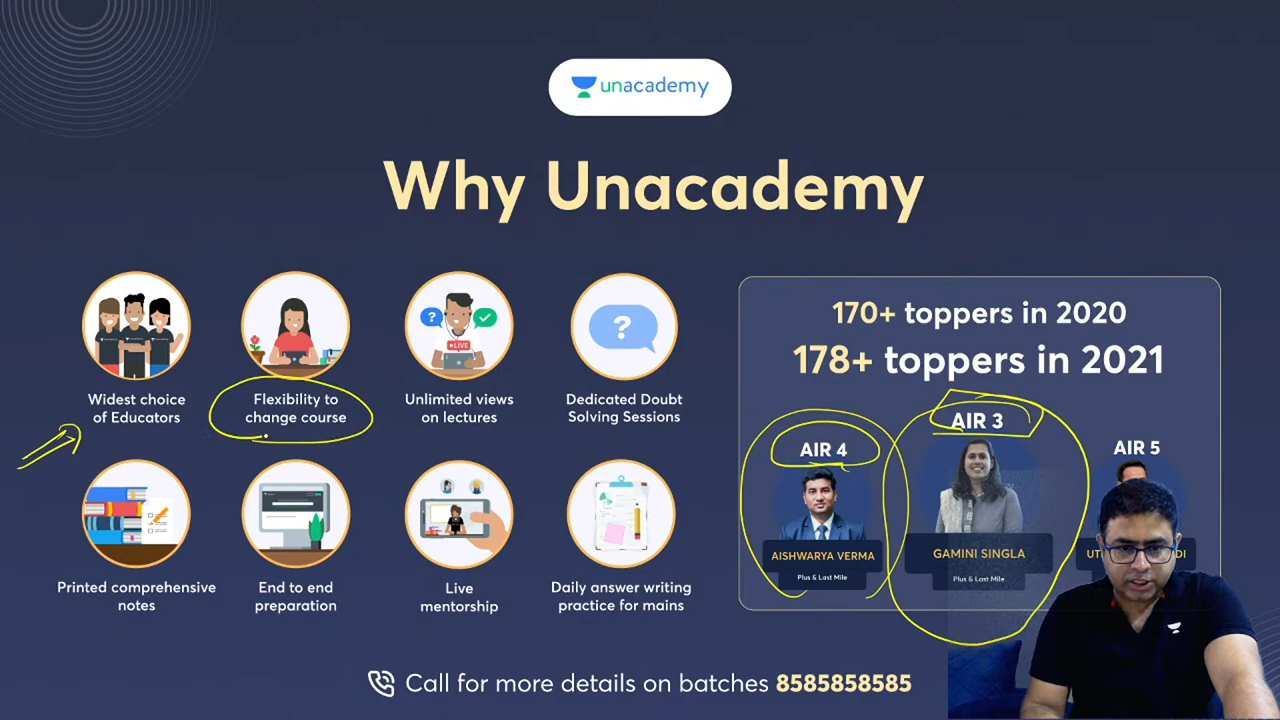 unacademy
Why Unacademy
Widest choice
of Educators
Flexibility to
change course
Unlimited views
on lectures
Dedicated Doubt
Solving Sessions
? 
LIVE
?
Printed comprehensive
notes
End to end
preparation
Live
mentorship
Daily answer writing
practice for mains
170+ toppers in 2020
178+ toppers in 2021
AIR 4
AISHWARYA VERMA
Plus & Last Mile
AIR 3
GAMINI SINGLA
Plus & Last Mile
AIR 5
Call for more details on batches 8585858585